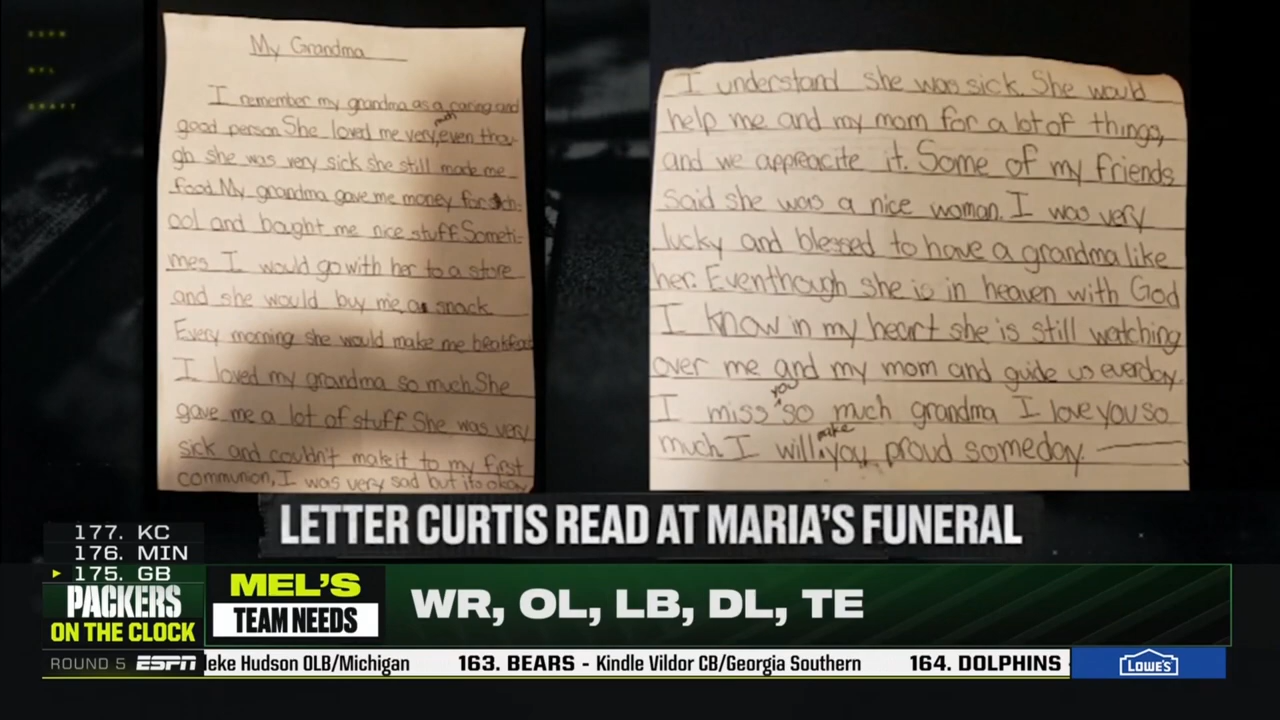 ESPN
NFL
DRAFT
My Grandma
I remember my grandma as a caring and
good person She loved me very much, even thou-
gh she was very sick she still made me
food My grandma gave me money for sch-
ool and bought me nice stuff Someti-
mes I would go with her to a store
and she would buy me a snack
Every morning she would make me
I loved my grandma so much She
gave me a lot of stuff She was very
sick and couldn't make it to my first
communion, I was very sad but its okay
I understand she was sick. She would
help me and my mom for a lot of things,
and we appreacite it. Some of my friends
said she was a nice woman. I was very
lucky and blessed to have a grandma like
her. Eventhough she is in heaven with God
I know in my heart she is still watching
over me and my mom and guide us everday.
I miss you so much grandma I love you so
much I will make you proud someday
LETTER CURTIS READ AT MARIA'S FUNERAL
177. KC
176. MIN
175. GB
PACKERS
ON THE CLOCK
MEL'S
TEAM NEEDS
WR, OL, LB, DL, TE
ROUND 5 ESPN leke Hudson OLB/Michigan 163. BEARS - Kindle Vildor CB/Georgia Southern 164. DOLPHINS LOWE'S